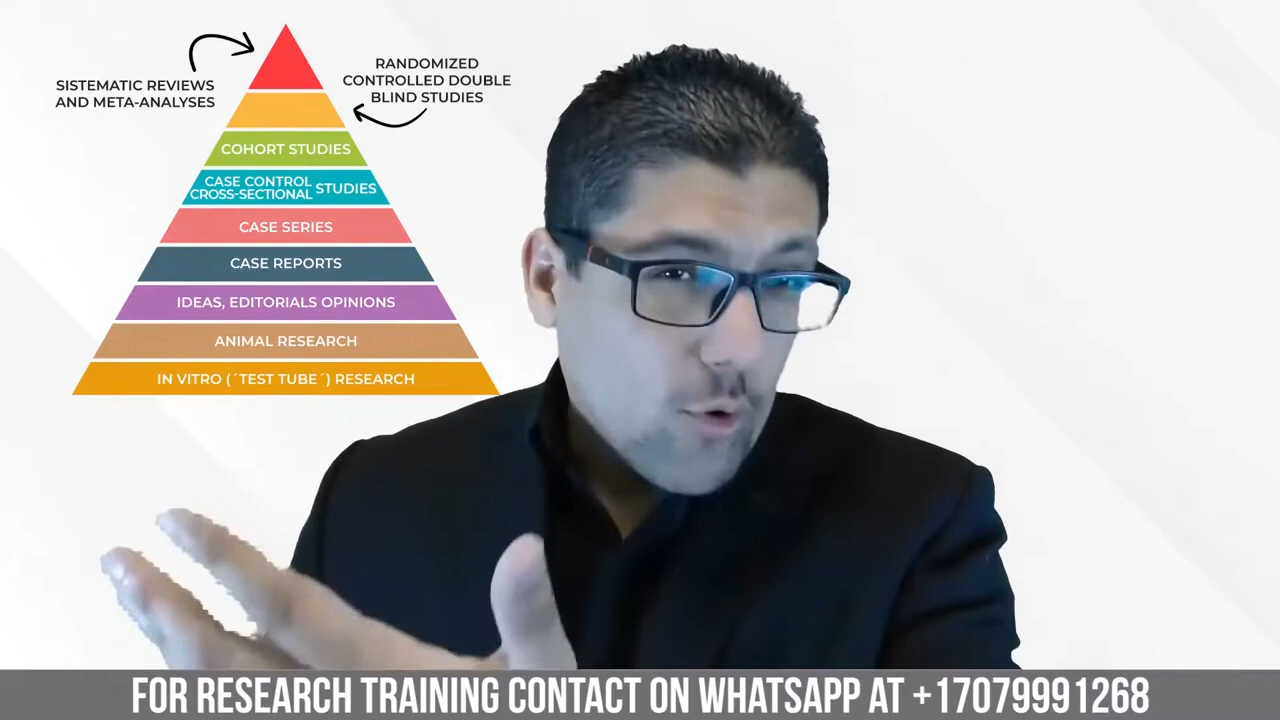 SISTEMATIC REVIEWS
AND META-ANALYSES
RANDOMIZED
CONTROLLED DOUBLE
BLIND STUDIES
COHORT STUDIES
CASE CONTROL
CROSS-SECTIONAL STUDIES
CASE SERIES
CASE REPORTS
IDEAS, EDITORIALS OPINIONS
ANIMAL RESEARCH
IN VITRO (´TEST TUBE´) RESEARCH
FOR RESEARCH TRAINING CONTACT ON WHATSAPP AT +17079991268